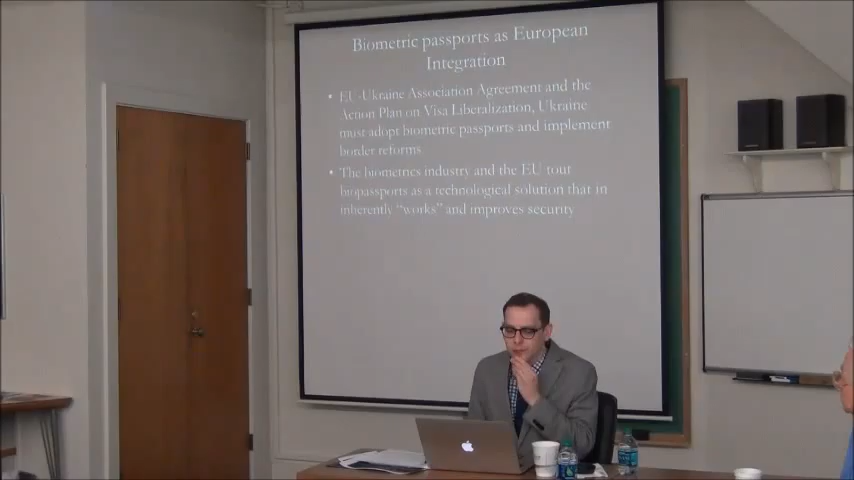 Biometric passports as European
Integration
• EU-Ukraine Association Agreement and the
Action Plan on Visa Liberalization, Ukraine
must adopt biometric passports and implement
border reforms
• The biometrics industry and the EU tout
biopassports as a technological solution that in
inherently “works” and improves security